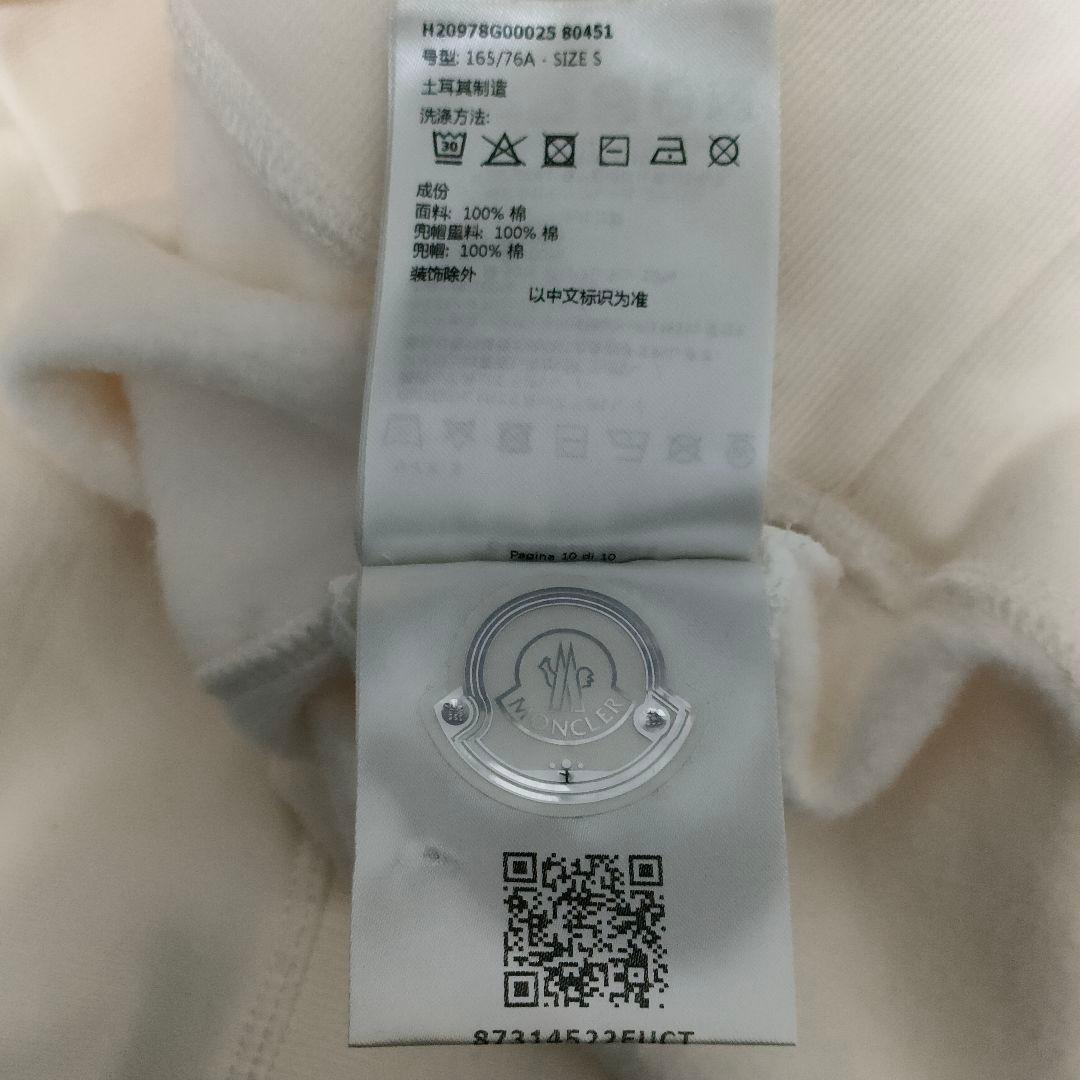 H20978G00025 80451
号型: 165/76A - SIZE S
土耳其制造
洗涤方法:
30
成份
面料: 100% 棉
兜帽里料: 100% 棉
兜帽: 100% 棉
装饰除外
以中文标识为准
Pagina 10 di 10
MONCLER